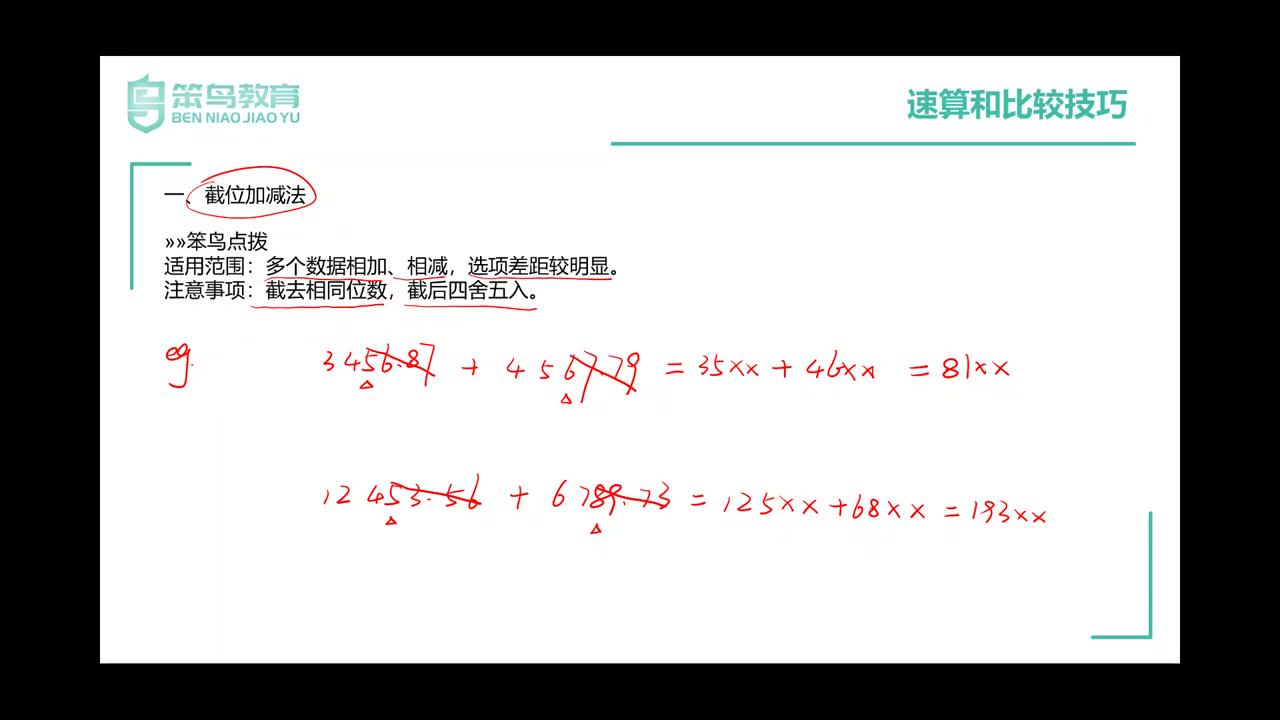 笨鸟教育
BEN NIAO JIAO YU
速算和比较技巧
一、截位加减法
»»笨鸟点拨
适用范围：多个数据相加、相减，选项差距较明显。
注意事项：截去相同位数，截后四舍五入。
eg. 3456.87 + 4567.79 = 35xx + 46xx = 81xx
12453.56 + 6789.73 = 125xx + 68xx = 193xx